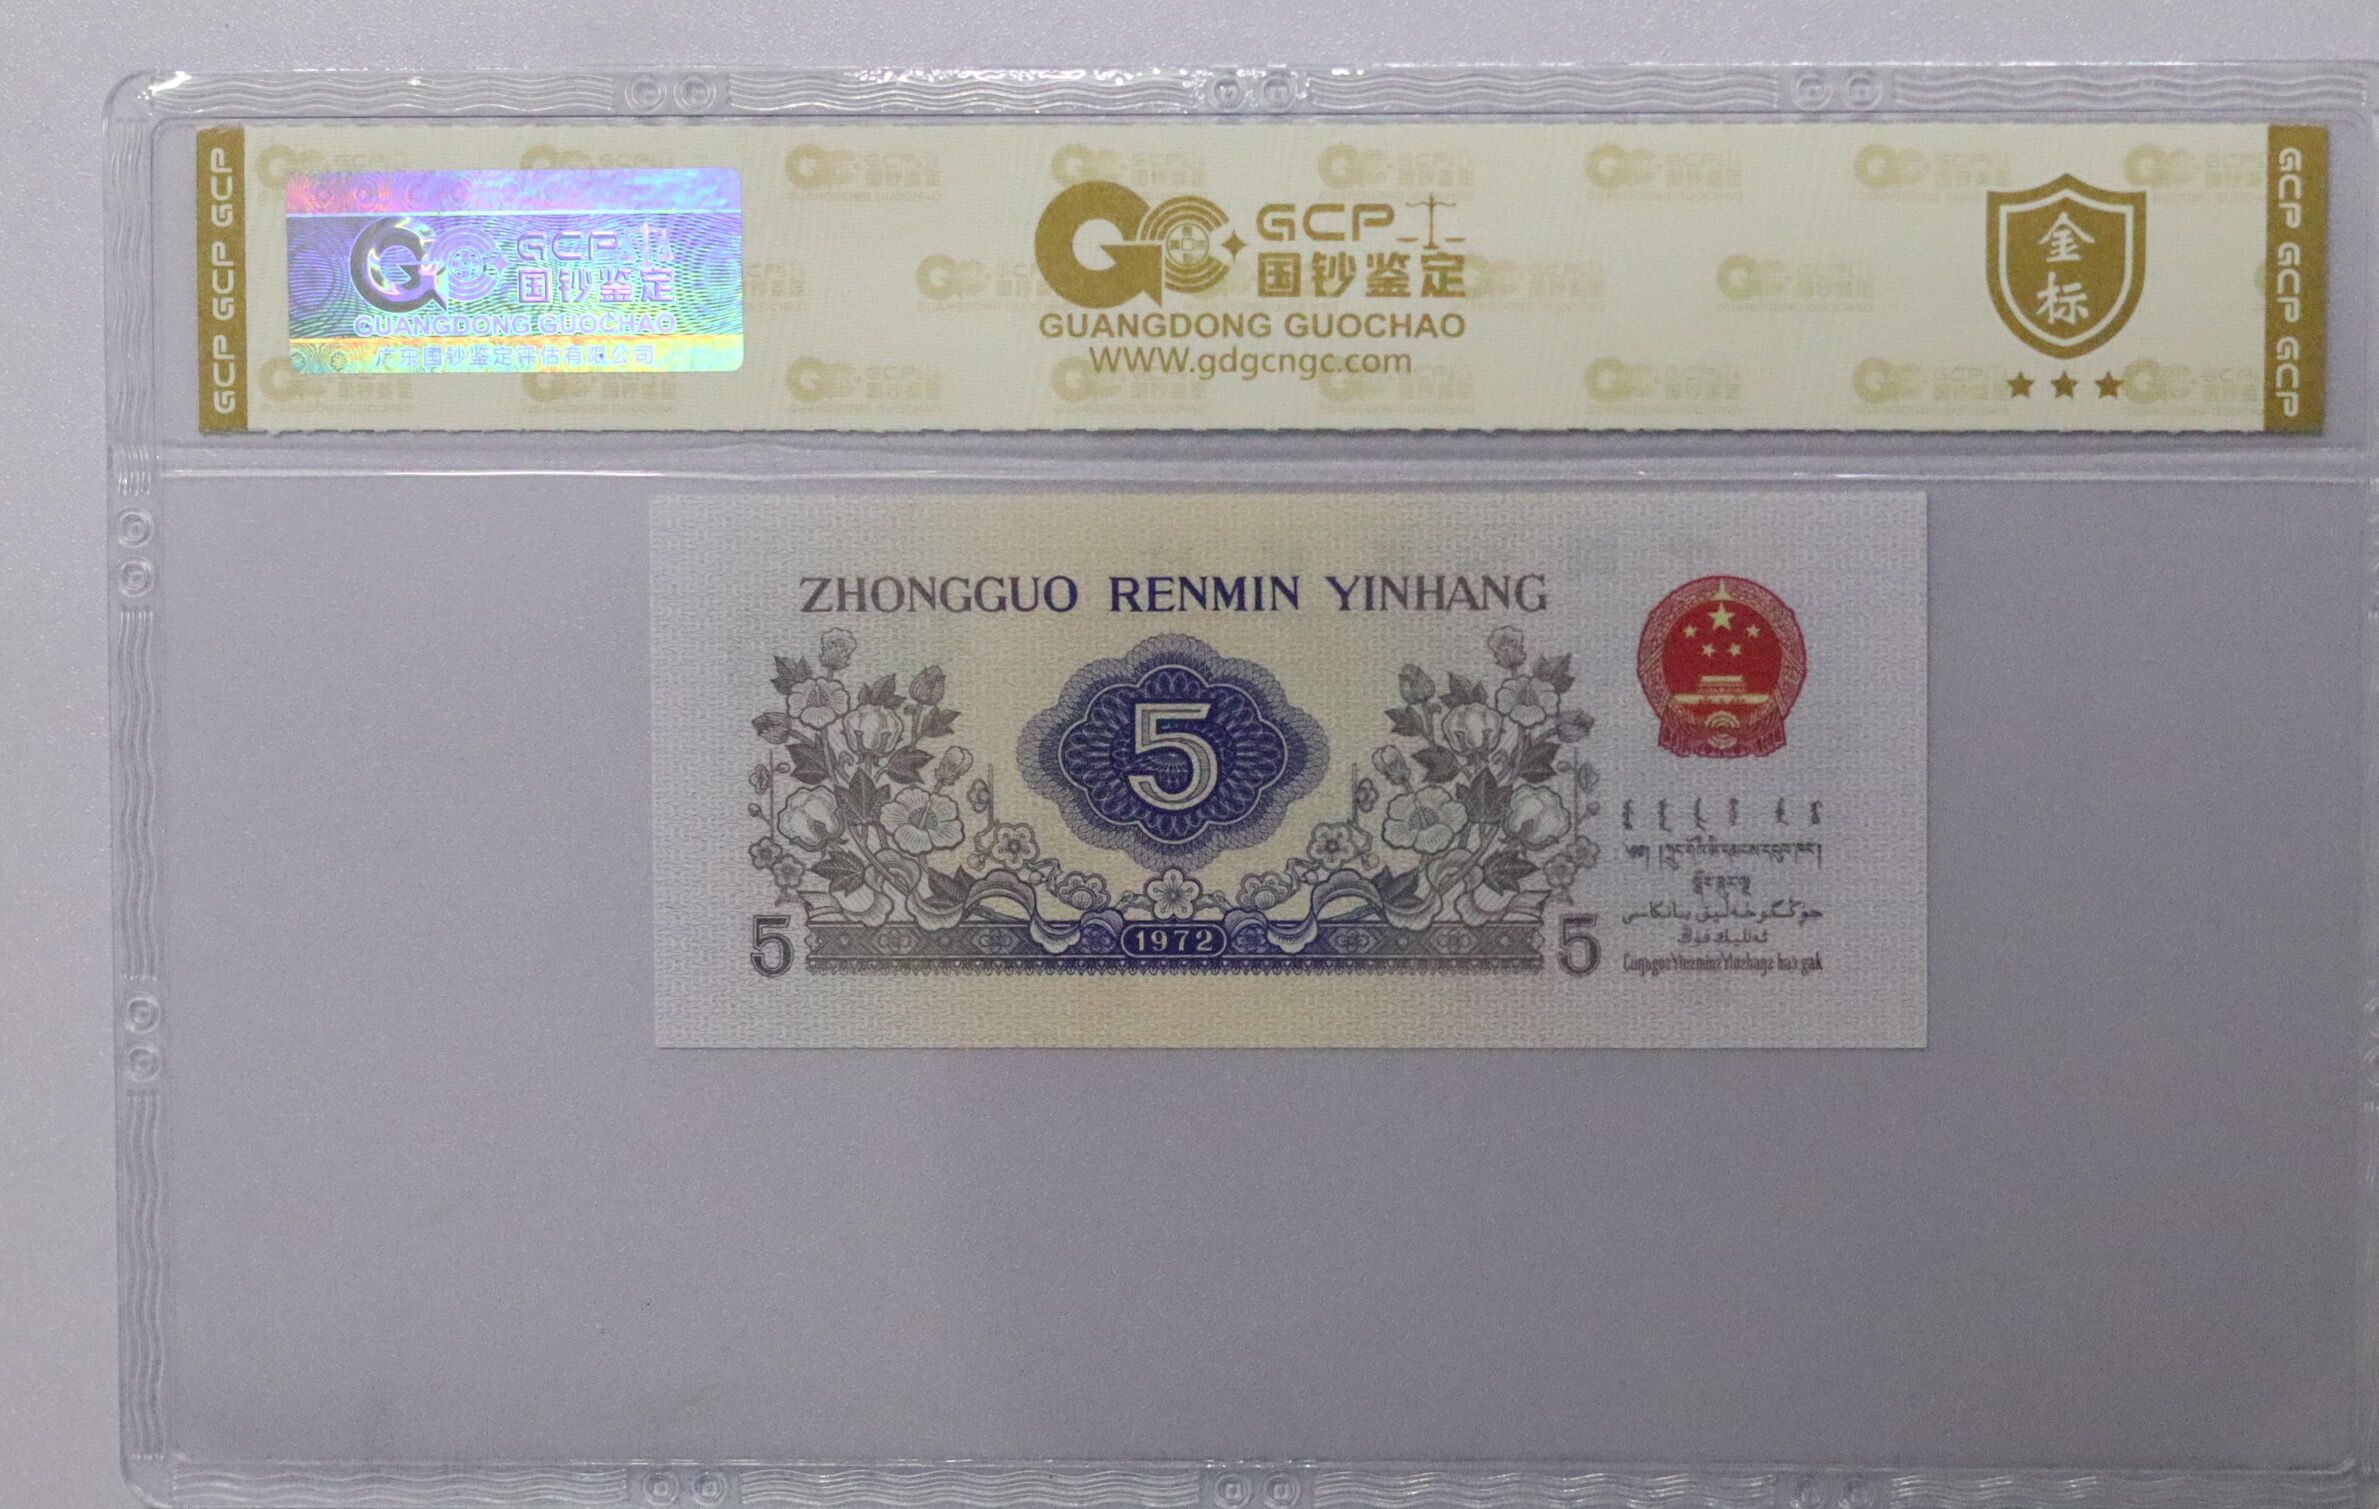 GCP GCP GCP
GCP
国钞鉴定
GUANGDONG GUOCHAO
广东国钞鉴定评估有限公司
GCP
国钞鉴定
GUANGDONG GUOCHAO
WWW.gdgcngc.com
金
标
GCP GCP GCP
ZHONGGUO RENMIN YINHANG
5
1972
5
5